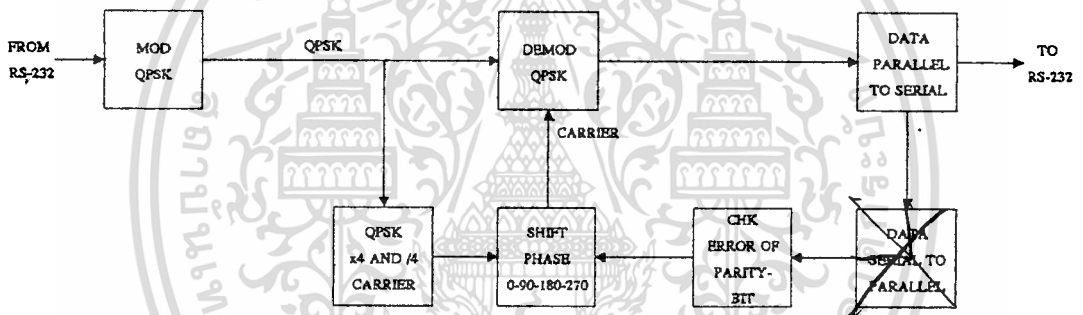 FROM
RS-232
MOD
QPSK
QPSK
DEMOD
QPSK
DATA
PARALLEL
TO SERIAL
TO
RS-232
CARRIER
QPSK
x4 AND /4
CARRIER
SHIFT
PHASE
0-90-180-270
CHK
ERROR OF
PARITY-
BIT
DATA
SERIAL TO
PARALLEL